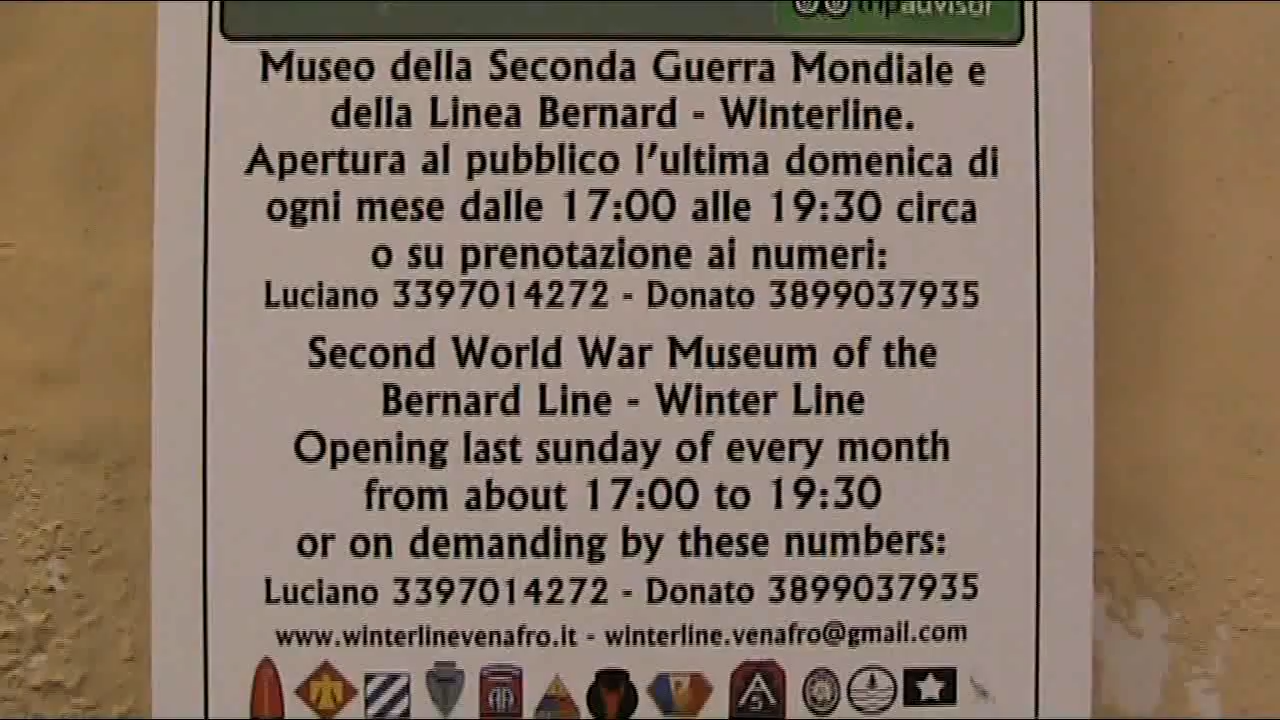 tripadvisor
Museo della Seconda Guerra Mondiale e
della Linea Bernard - Winterline.
Apertura al pubblico l'ultima domenica di
ogni mese dalle 17:00 alle 19:30 circa
o su prenotazione ai numeri:
Luciano 3397014272 - Donato 3899037935
Second World War Museum of the
Bernard Line - Winter Line
Opening last sunday of every month
from about 17:00 to 19:30
or on demanding by these numbers:
Luciano 3397014272 - Donato 3899037935
www.winterlinevenafro.it - winterline.venafro@gmail.com